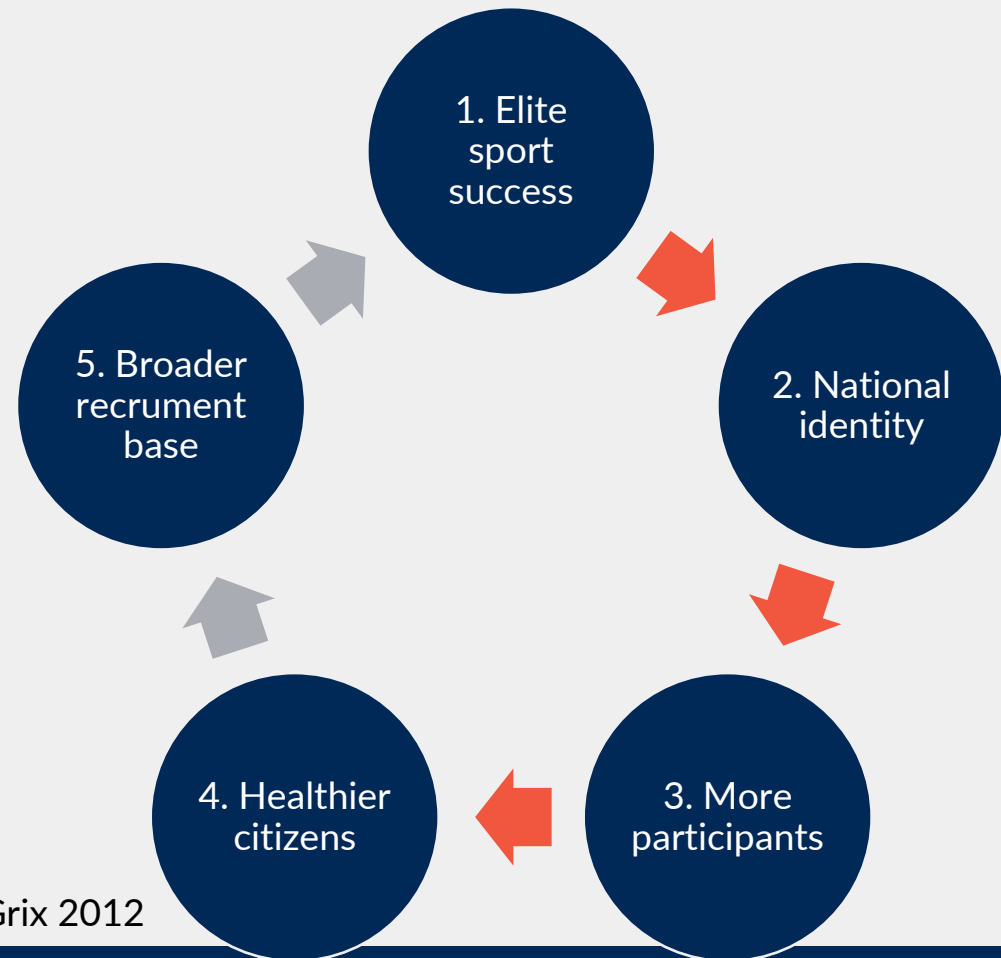 1. Elite
sport
success
2. National
identity
3. More
participants
4. Healthier
citizens
5. Broader
recrument
base
Grix 2012